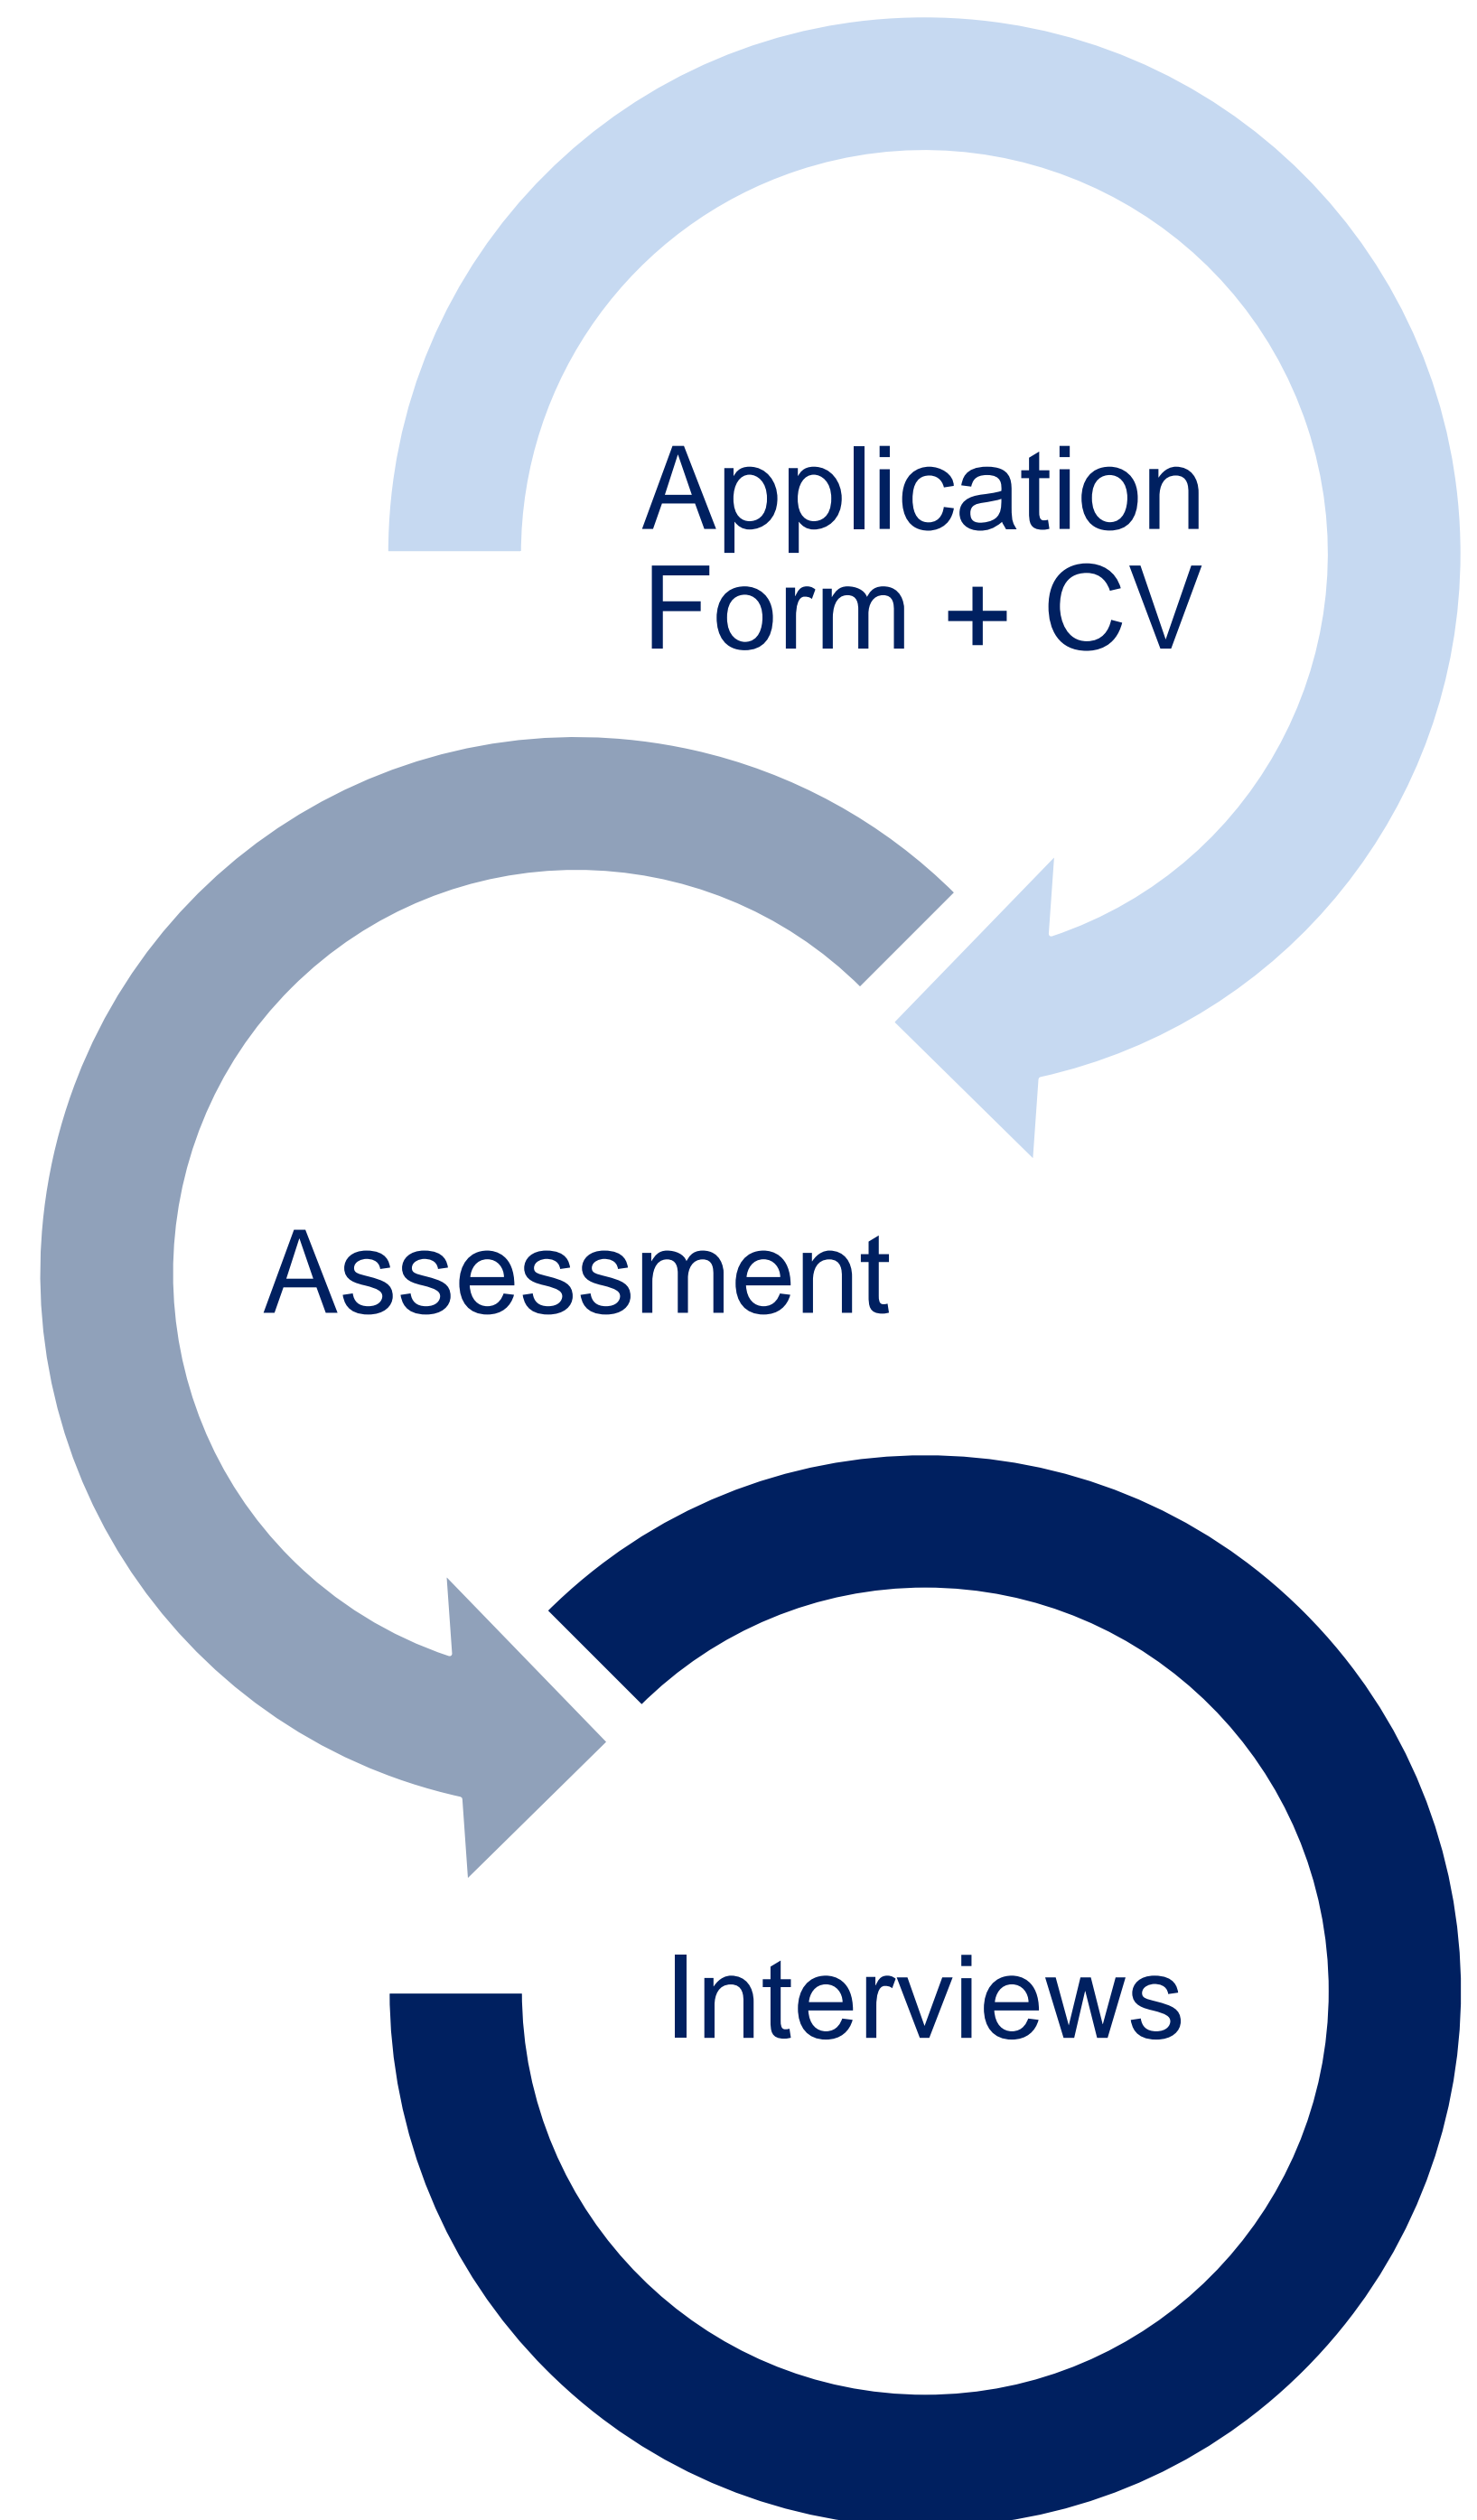 Application
Form + CV
Assessment
Interviews